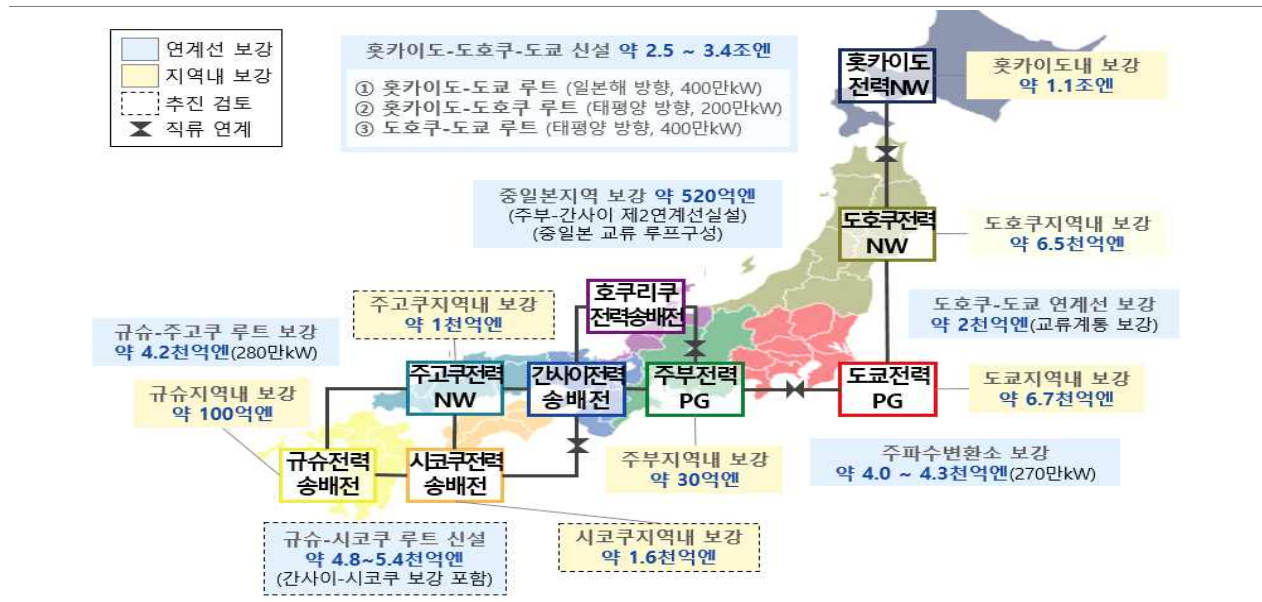 연계선 보강
지역내 보강
추진 검토
직류 연계
홋카이도-도호쿠-도쿄 신설 약 2.5 ~ 3.4조엔
① 홋카이도-도쿄 루트 (일본해 방향, 400만kW)
② 홋카이도-도호쿠 루트 (태평양 방향, 200만kW)
③ 도호쿠-도쿄 루트 (태평양 방향, 400만kW)
홋카이도
전력NW
홋카이도내 보강
약 1.1조엔
중일본지역 보강 약 520억엔
(주부-간사이 제2연계선실설)
(중일본 교류 루프구성)
도호쿠전력
NW
도호쿠지역내 보강
약 6.5천억엔
호쿠리쿠
전력송배전
주고쿠지역내 보강
약 1천억엔
도호쿠-도쿄 연계선 보강
약 2천억엔(교류계통 보강)
규슈-주고쿠 루트 보강
약 4.2천억엔(280만kW)
주고쿠전력
NW
간사이전력
송배전
주부전력
PG
도쿄전력
PG
도쿄지역내 보강
약 6.7천억엔
규슈지역내 보강
약 100억엔
규슈전력
송배전
시코쿠전력
송배전
주부지역내 보강
약 30억엔
주파수변환소 보강
약 4.0 ~ 4.3천억엔(270만kW)
규슈-시코쿠 루트 신설
약 4.8~5.4천억엔
(간사이-시코쿠 보강 포함)
시코쿠지역내 보강
약 1.6천억엔